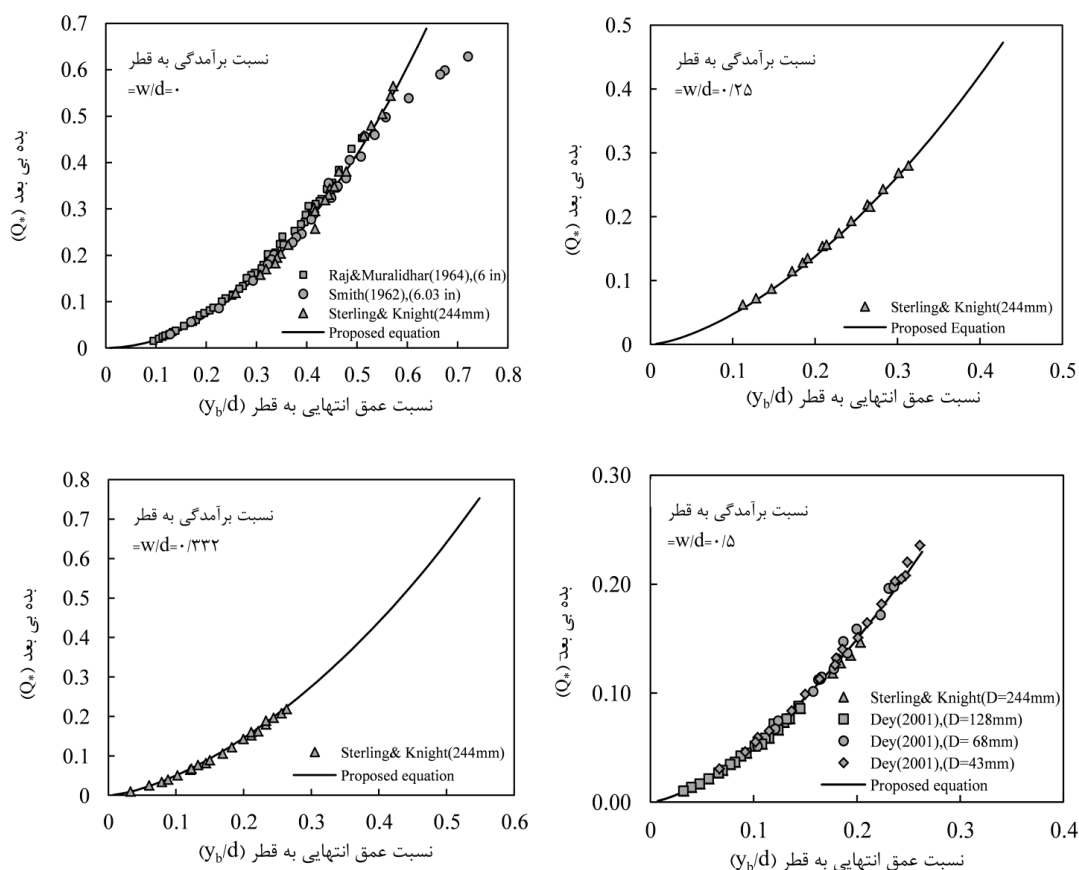 0.7
0.6
0.5
0.4
0.3
0.2
0.1
0
0 0.1 0.2 0.3 0.4 0.5 0.6 0.7 0.8
بده بی بعد (Q*)
نسبت برآمدگی به قطر
=w/d=۰
Raj&Muralidhar(1964),(6 in)
Smith(1962),(6.03 in)
Sterling& Knight(244mm)
Proposed equation
نسبت عمق انتهایی به قطر (yb/d)
0.5
0.4
0.3
0.2
0.1
0
0 0.1 0.2 0.3 0.4 0.5
بده بی بعد (Q*)
نسبت برآمدگی به قطر
=w/d=۰/۲۵
Sterling& Knight(244mm)
Proposed Equation
نسبت عمق انتهایی به قطر (yb/d)
0.8
0.7
0.6
0.5
0.4
0.3
0.2
0.1
0
0 0.1 0.2 0.3 0.4 0.5 0.6
بده بی بعد (Q*)
نسبت برآمدگی به قطر
=w/d=۰/۳۳۲
Sterling& Knight(244mm)
Proposed equation
نسبت عمق انتهایی به قطر (yb/d)
0.30
0.20
0.10
0.00
0 0.1 0.2 0.3 0.4
بده بی بعد (Q*)
نسبت برآمدگی به قطر
=w/d=۰/۵
Sterling& Knight(D=244mm)
Dey(2001),(D=128mm)
Dey(2001),(D= 68mm)
Dey(2001),(D=43mm)
Proposed equation
نسبت عمق انتهایی به قطر (yb/d)